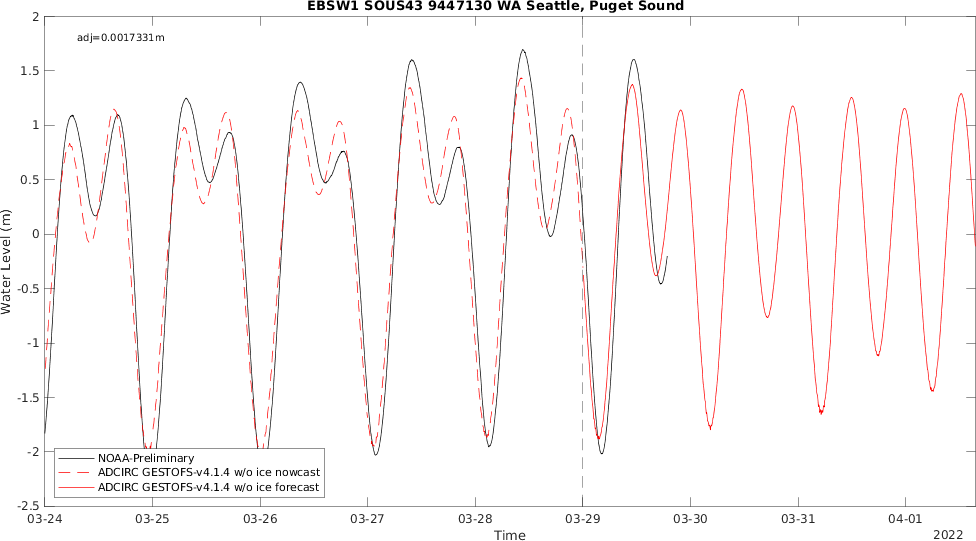 EBSW1 SOUS43 9447130 WA Seattle, Puget Sound
adj=0.0017331m
2
1.5
1
0.5
0
-0.5
-1
-1.5
-2
-2.5
Water Level (m)
NOAA-Preliminary
ADCIRC GESTOFS-v4.1.4 w/o ice nowcast
ADCIRC GESTOFS-v4.1.4 w/o ice forecast
03-24 03-25 03-26 03-27 03-28 03-29 03-30 03-31 04-01
Time
2022